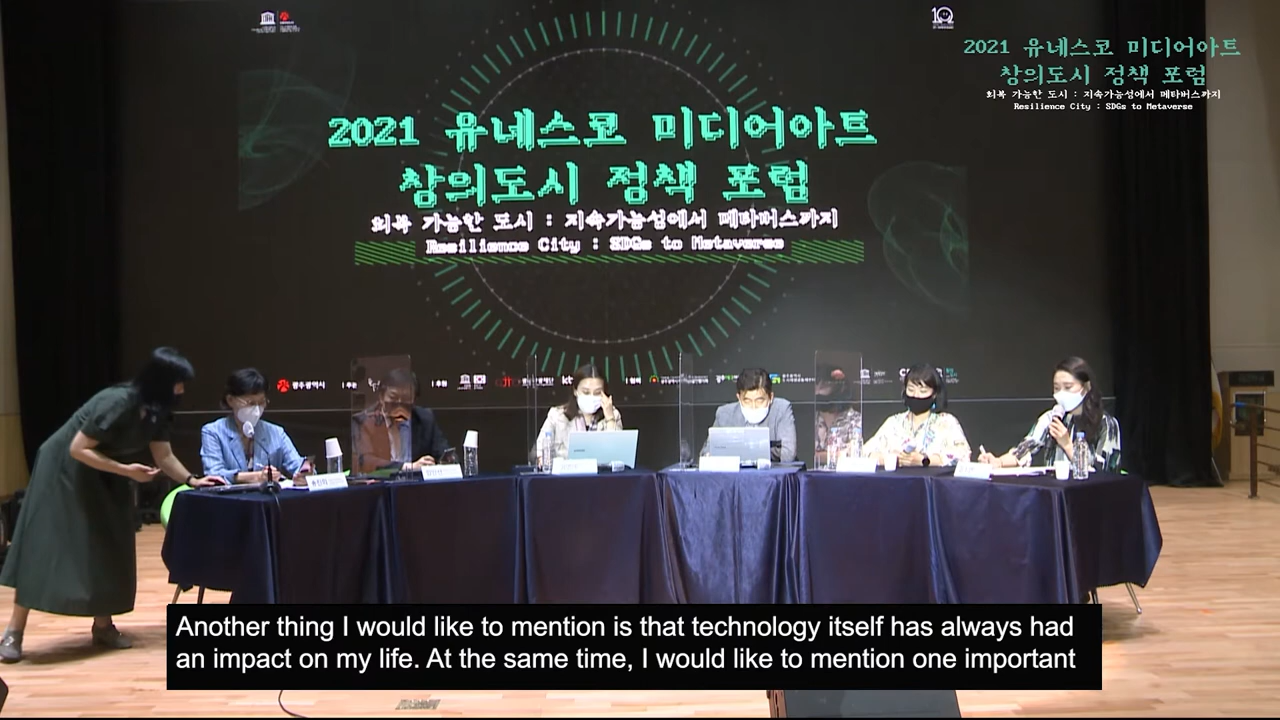 2021 유네스코 미디어아트
창의도시 정책 포럼
회복 가능한 도시 : 지속가능성에서 메타버스까지
Resilience City : SDGs to Metaverse
2021 유네스코 미디어아트
창의도시 정책 포럼
회복 가능한 도시 : 지속가능성에서 메타버스까지
Resilience City : SDGs to Metaverse
광주광역시
Another thing I would like to mention is that technology itself has always had
an impact on my life. At the same time, I would like to mention one important